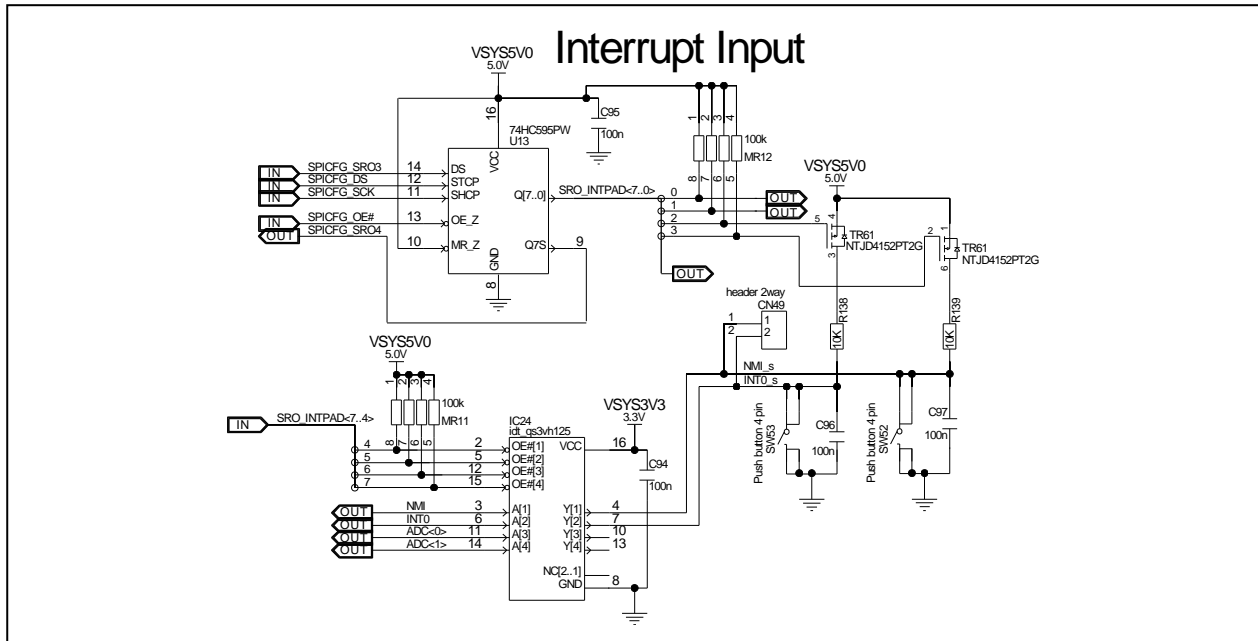 Interrupt Input
VSYS5V0
5.0V
16
74HC595PW
U13
VCC
C95
100n
1 2 3 4
100k
MR12
8 7 6 5
IN SPICFG_SRO3 14 DS
IN SPICFG_DS 12 STCP
IN SPICFG_SCK 11 SHCP
IN SPICFG_OE# 13 OE_Z
OUT SPICFG_SRO4
10 MR_Z
Q[7..0] SRO_INTPAD<7..0>
Q7S 9
GND
8
0 OUT
1 OUT
2
3
OUT
VSYS5V0
5.0V
5 4
TR61
NTJD4152PT2G
3
2 1
TR61
NTJD4152PT2G
6
header 2way
CN49
1 1
2 2
R138
10K
R139
10K
NMI_s
INT0_s
Push button 4 pin
SW53
C96
100n
Push button 4 pin
SW52
C97
100n
VSYS5V0
5.0V
1 2 3 4
100k
MR11
8 7 6 5
IN SRO_INTPAD<7..4>
IC24
idt_qs3vh125
4 2 OE#[1]
5 5 OE#[2]
6 12 OE#[3]
7 15 OE#[4]
OUT NMI 3 A[1]
OUT INT0 6 A[2]
OUT ADC<0> 11 A[3]
OUT ADC<1> 14 A[4]
VCC 16
VSYS3V3
3.3V
C94
100n
Y[1] 4
Y[2] 7
Y[3] 10
Y[4] 13
NC[2..1]
GND 8